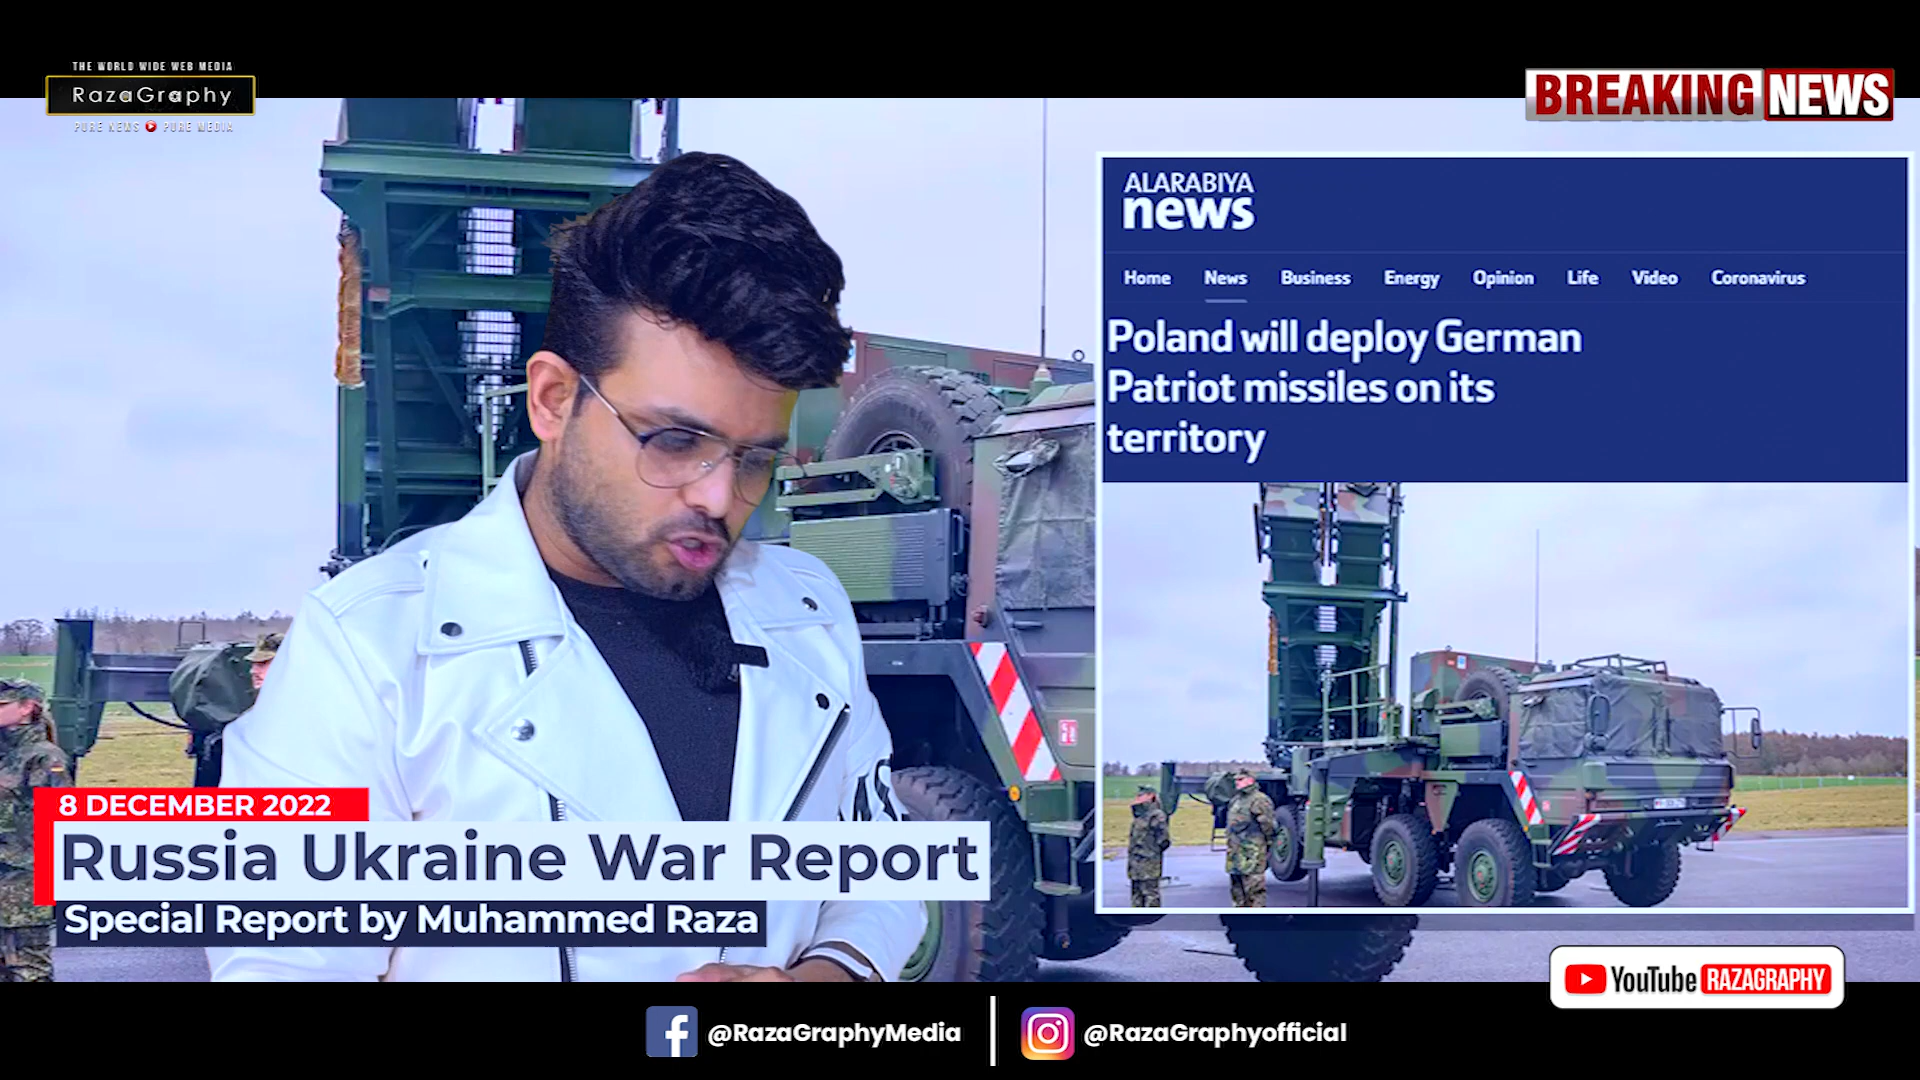 THE WORLD WIDE WEB MEDIA
RazaGraphy
PURE NEWS PURE MEDIA
BREAKING NEWS
ALARABIYA
news
Home News Business Energy Opinion Life Video Coronavirus
Poland will deploy German
Patriot missiles on its
territory
8 DECEMBER 2022
Russia Ukraine War Report
Special Report by Muhammed Raza
YouTube RAZAGRAPHY
@RazaGraphyMedia
@RazaGraphyofficial